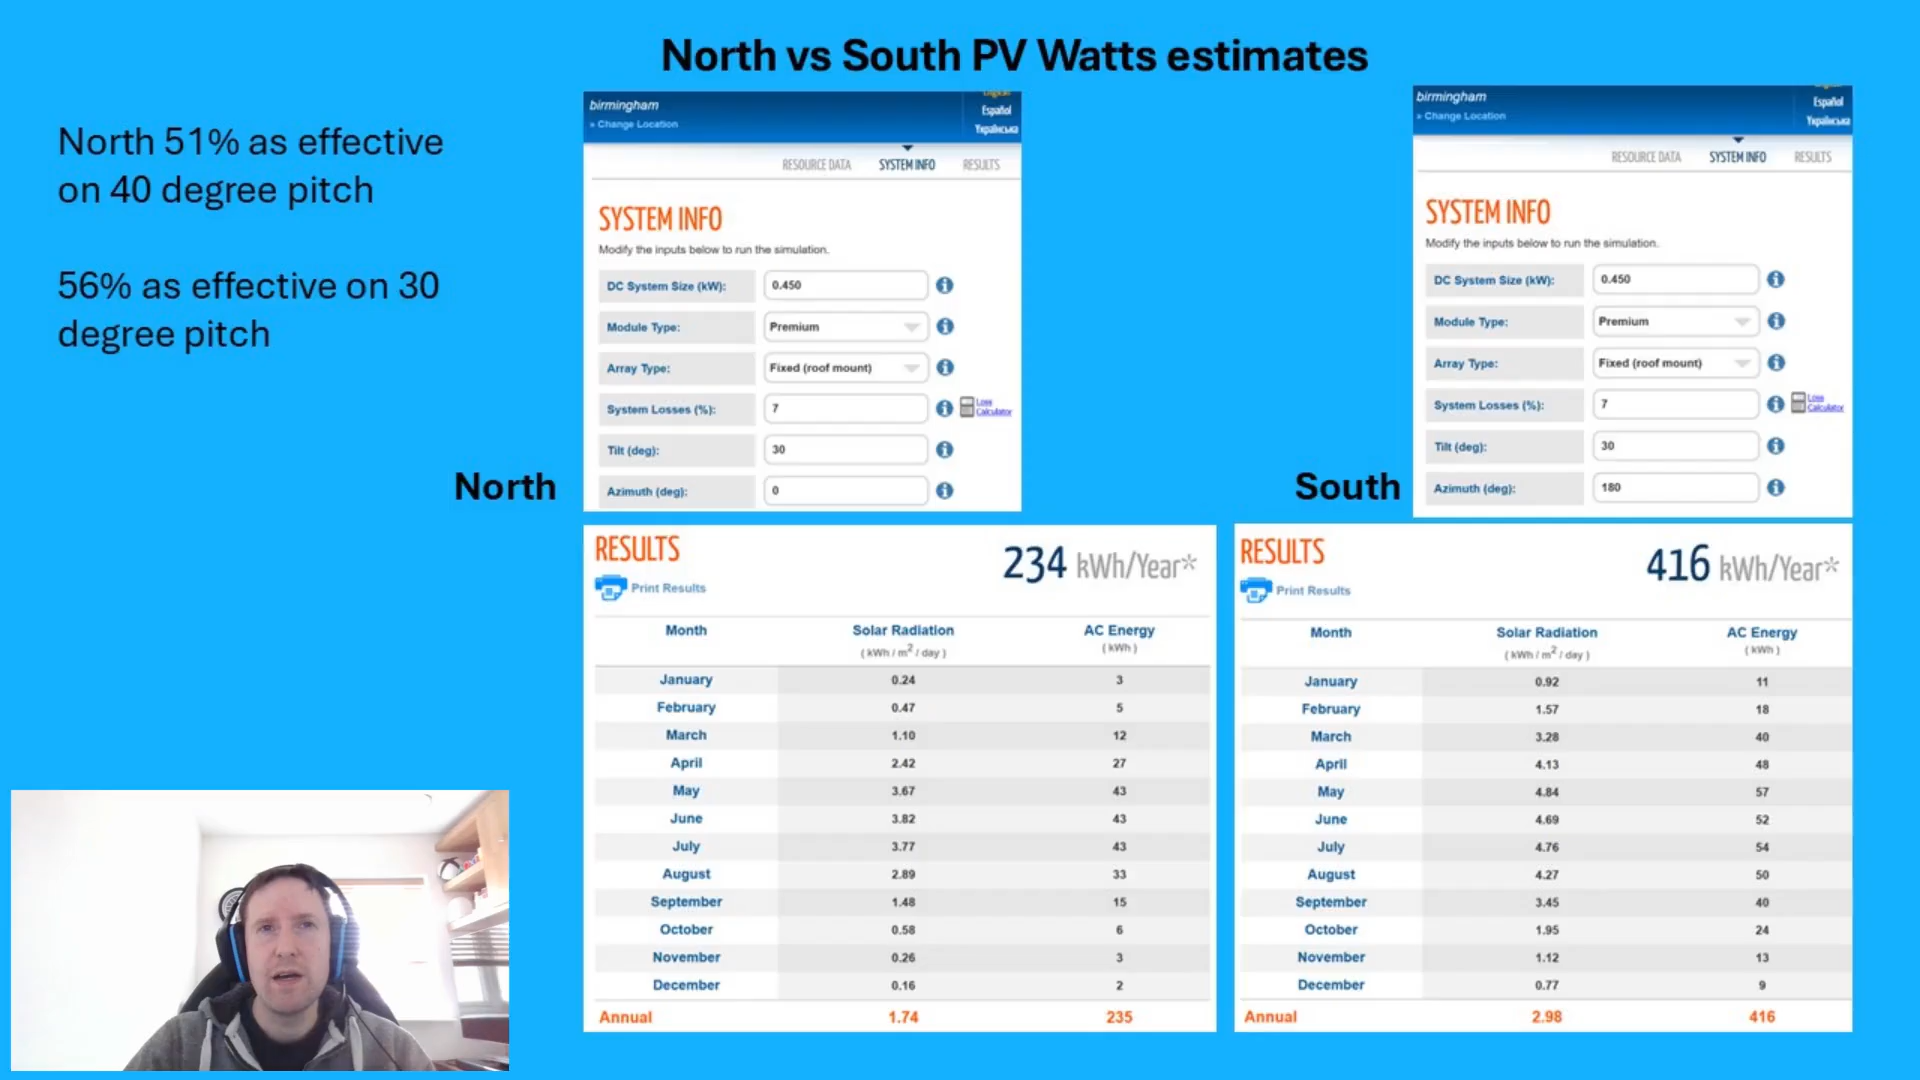 North vs South PV Watts estimates
North 51% as effective
on 40 degree pitch
56% as effective on 30
degree pitch
birmingham
» Change Location
Español
Українська
RESOURCE DATA SYSTEM INFO RESULTS
SYSTEM INFO
Modify the inputs below to run the simulation.
DC System Size (kW): 0.450
Module Type: Premium
Array Type: Fixed (roof mount)
System Losses (%): 7
Loss
Calculator
Tilt (deg): 30
Azimuth (deg): 0
North
birmingham
» Change Location
Español
Українська
RESOURCE DATA SYSTEM INFO RESULTS
SYSTEM INFO
Modify the inputs below to run the simulation.
DC System Size (kW): 0.450
Module Type: Premium
Array Type: Fixed (roof mount)
System Losses (%): 7
Loss
Calculator
Tilt (deg): 30
Azimuth (deg): 180
South
RESULTS
234 kWh/Year*
Print Results
Month Solar Radiation AC Energy
( kWh / m² / day ) ( kWh )
January 0.24 3
February 0.47 5
March 1.10 12
April 2.42 27
May 3.67 43
June 3.82 43
July 3.77 43
August 2.89 33
September 1.48 15
October 0.58 6
November 0.26 3
December 0.16 2
Annual 1.74 235
RESULTS
416 kWh/Year*
Print Results
Month Solar Radiation AC Energy
( kWh / m² / day ) ( kWh )
January 0.92 11
February 1.57 18
March 3.28 40
April 4.13 48
May 4.84 57
June 4.69 52
July 4.76 54
August 4.27 50
September 3.45 40
October 1.95 24
November 1.12 13
December 0.77 9
Annual 2.98 416